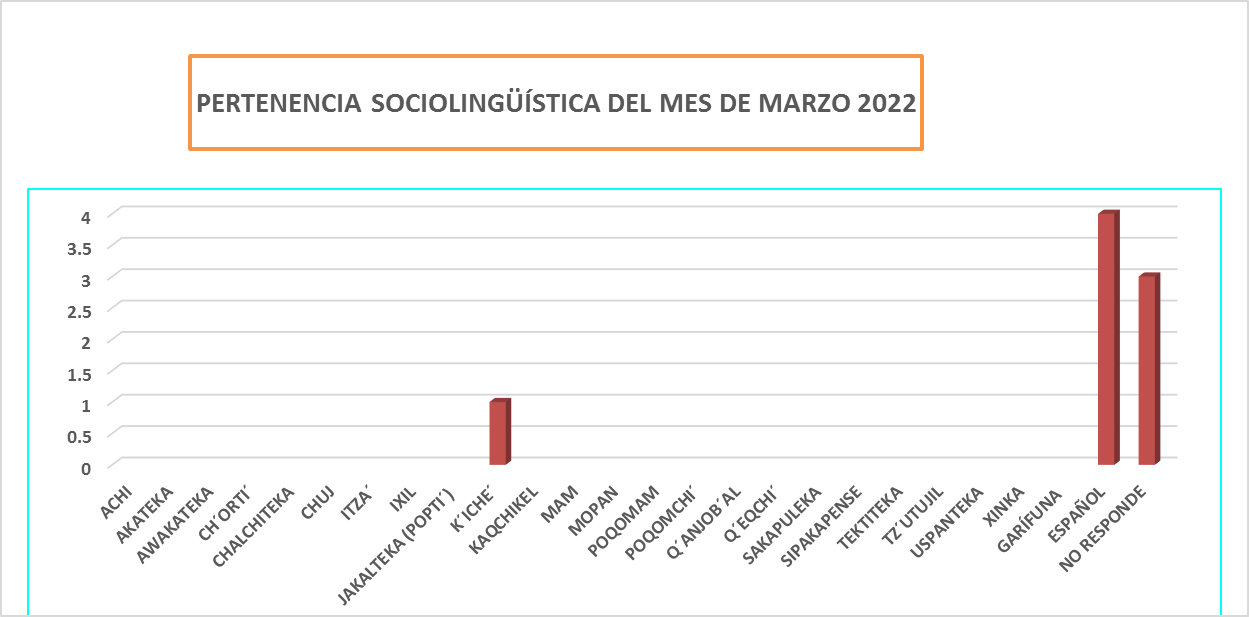 PERTENENCIA SOCIOLINGÜÍSTICA DEL MES DE MARZO 2022
4
3.5
3
2.5
2
1.5
1
0.5
0
ACHI
AKATEKA
AWAKATEKA
CH´ORTI´
CHALCHITEKA
CHUJ
ITZA´
IXIL
JAKALTEKA (POPTI´)
K´ICHE´
KAQCHIKEL
MAM
MOPAN
POQOMAM
POQOMCHI´
Q´ANJOB´AL
Q´EQCHI´
SAKAPULEKA
SIPAKAPENSE
TEKTITEKA
TZ´UTUJIL
USPANTEKA
XINKA
GARÍFUNA
ESPAÑOL
NO RESPONDE